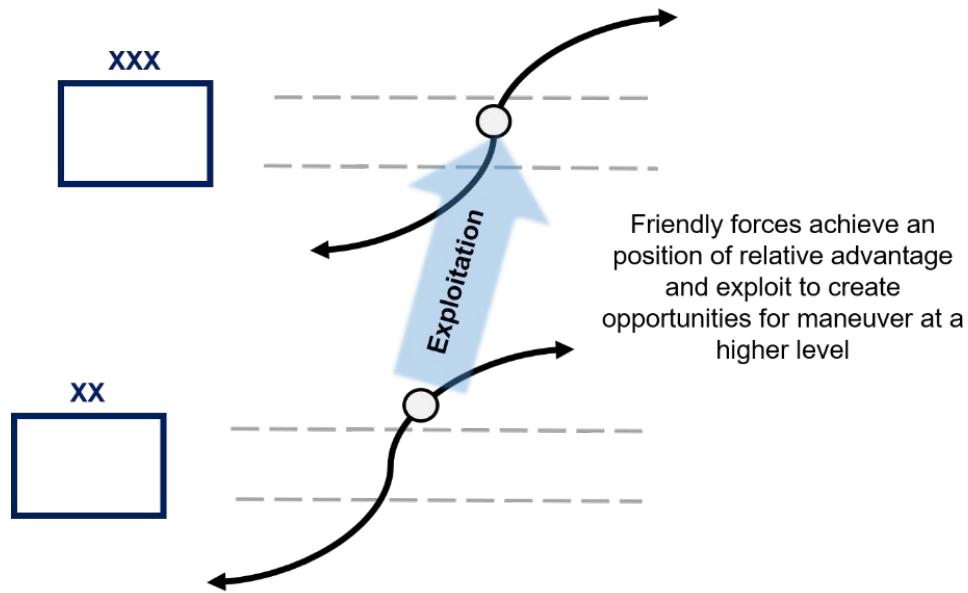 XXX
Exploitation
Friendly forces achieve an
position of relative advantage
and exploit to create
opportunities for maneuver at a
higher level
XX